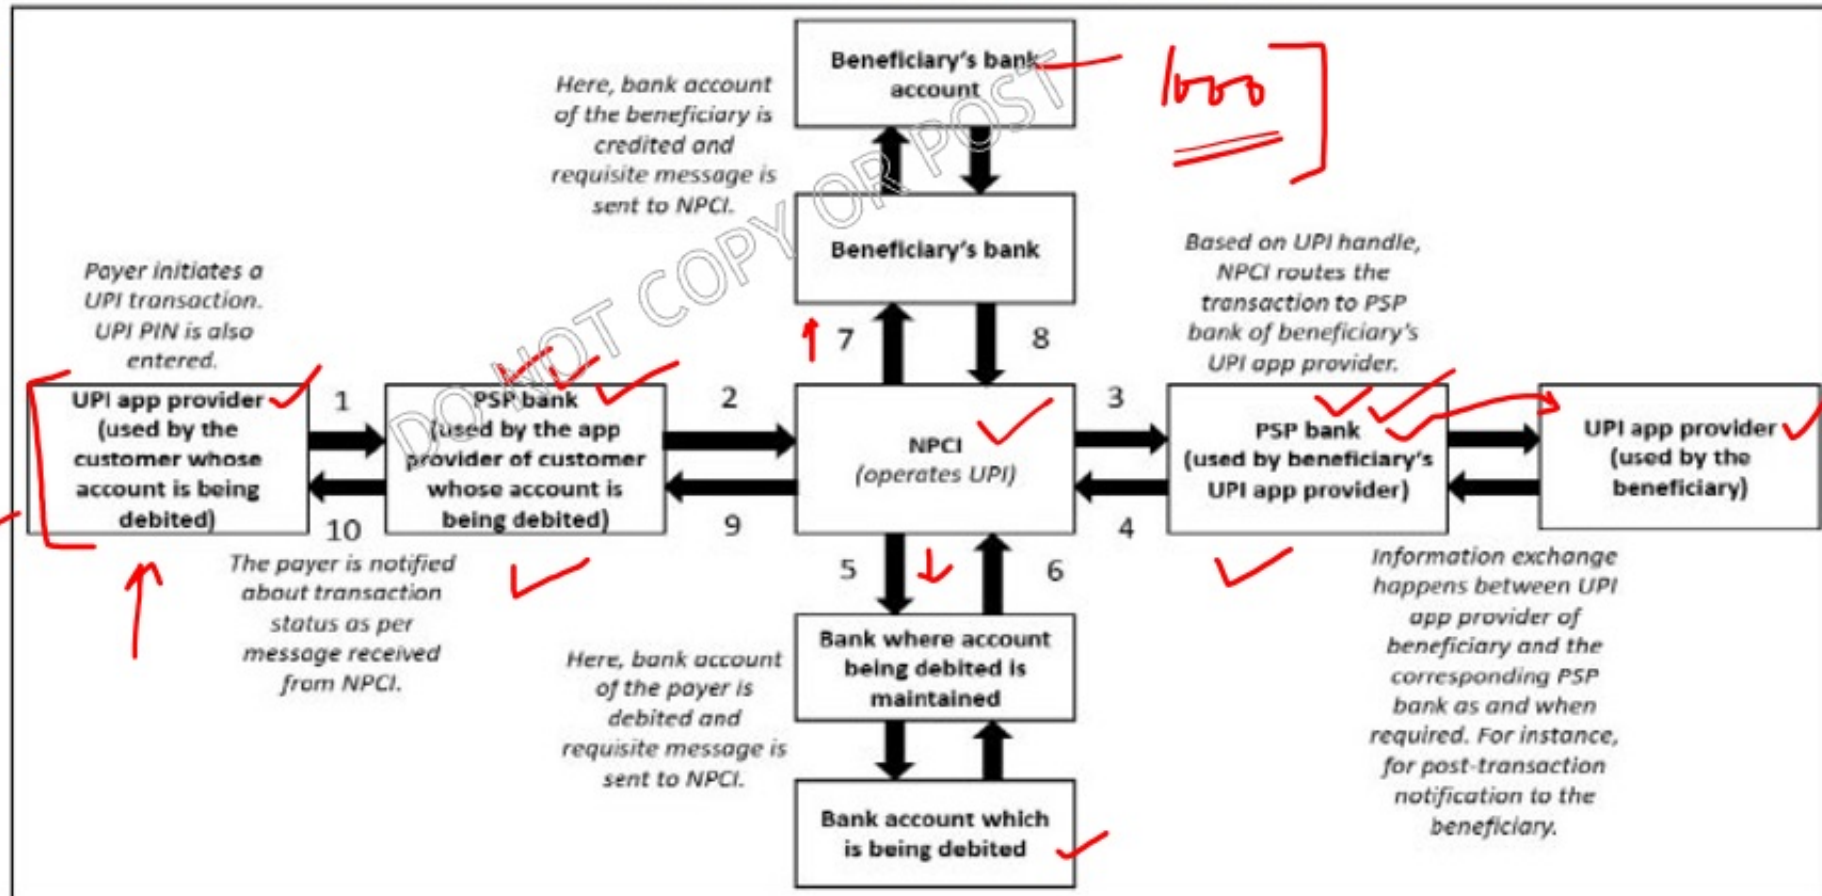 Beneficiary's bank
account
1000
Here, bank account
of the beneficiary is
credited and
requisite message is
sent to NPCI.
Beneficiary's bank
Based on UPI handle,
NPCI routes the
transaction to PSP
bank of beneficiary's
UPI app provider.
Payer initiates a
UPI transaction.
UPI PIN is also
entered.
DO NOT COPY OR POST
7
8
UPI app provider
(used by the
customer whose
account is being
debited)
1
10
PSP bank
(used by the app
provider of customer
whose account is
being debited)
2
9
NPCI
(operates UPI)
3
4
PSP bank
(used by beneficiary's
UPI app provider)
UPI app provider
(used by the
beneficiary)
The payer is notified
about transaction
status as per
message received
from NPCI.
5
6
Information exchange
happens between UPI
app provider of
beneficiary and the
corresponding PSP
bank as and when
required. For instance,
for post-transaction
notification to the
beneficiary.
Here, bank account
of the payer is
debited and
requisite message is
sent to NPCI.
Bank where account
being debited is
maintained
Bank account which
is being debited